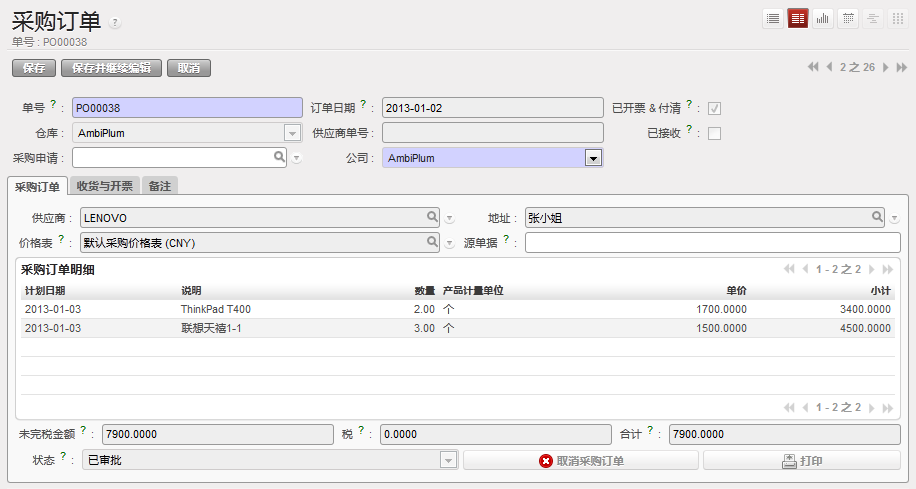 采购订单 ?
单号 : PO00038
保存 保存并继续编辑 取消 2 之 26
单号 ? : PO00038 订单日期 ? : 2013-01-02 已开票 & 付清 ? :
仓库 : AmbiPlum 供应商单号 : 已接收 ? :
采购申请 : 公司 : AmbiPlum
采购订单 收货与开票 备注
供应商 : LENOVO 地址 : 张小姐
价格表 ? : 默认采购价格表 (CNY) 源单据 ? :
采购订单明细 1 - 2 之 2
计划日期 说明 数量 产品计量单位 单价 小计
2013-01-03 ThinkPad T400 2.00 个 1700.0000 3400.0000
2013-01-03 联想天禧1-1 3.00 个 1500.0000 4500.0000
1 - 2 之 2
未完税金额 ? : 7900.0000 税 ? : 0.0000 合计 ? : 7900.0000
状态 ? : 已审批 取消采购订单 打印